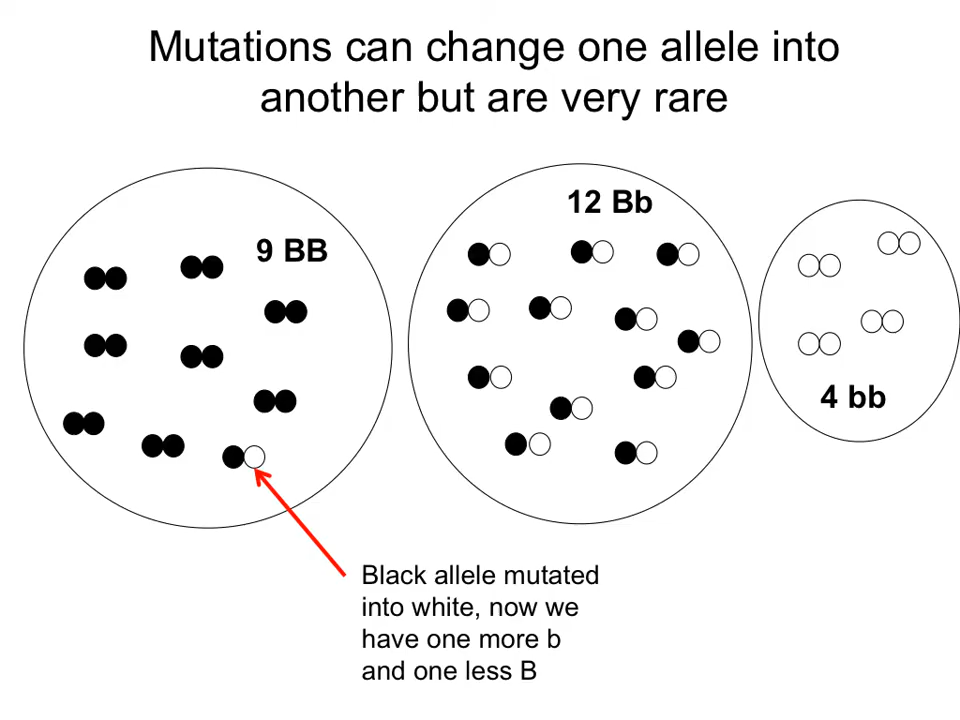 Mutations can change one allele into
another but are very rare
9 BB
12 Bb
4 bb
Black allele mutated
into white, now we
have one more b
and one less B